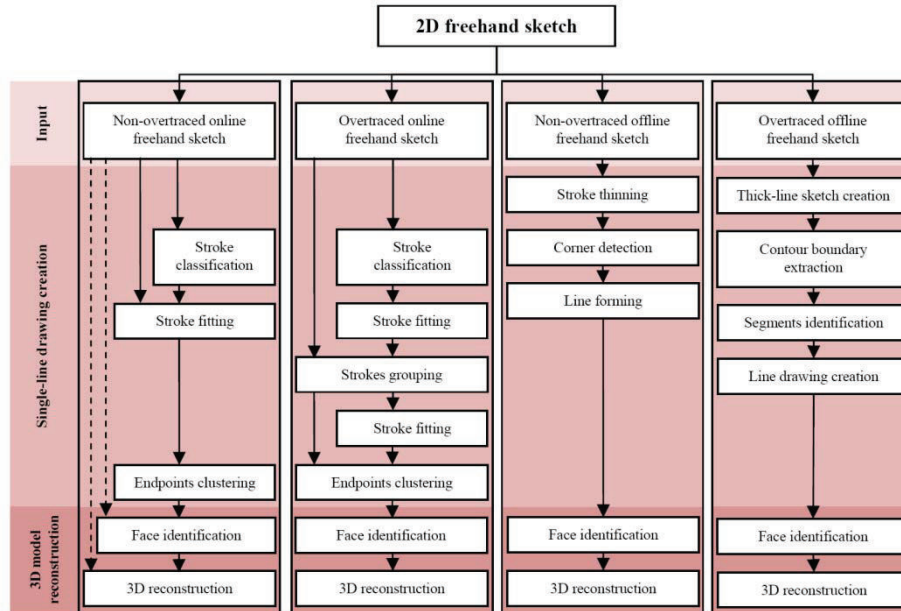 2D freehand sketch
Input
Non-overtraced online
freehand sketch
Overtraced online
freehand sketch
Non-overtraced offline
freehand sketch
Overtraced offline
freehand sketch
Single-line drawing creation
Stroke
classification
Stroke fitting
Endpoints clustering
Stroke
classification
Stroke fitting
Strokes grouping
Stroke fitting
Endpoints clustering
Stroke thinning
Corner detection
Line forming
Thick-line sketch creation
Contour boundary
extraction
Segments identification
Line drawing creation
3D model
reconstruction
Face identification
3D reconstruction
Face identification
3D reconstruction
Face identification
3D reconstruction
Face identification
3D reconstruction